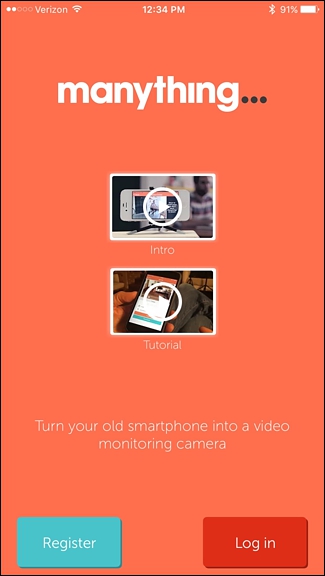 Verizon 12:34 PM 91%
manything...
Intro
Tutorial
Turn your old smartphone into a video
monitoring camera
Register
Log in